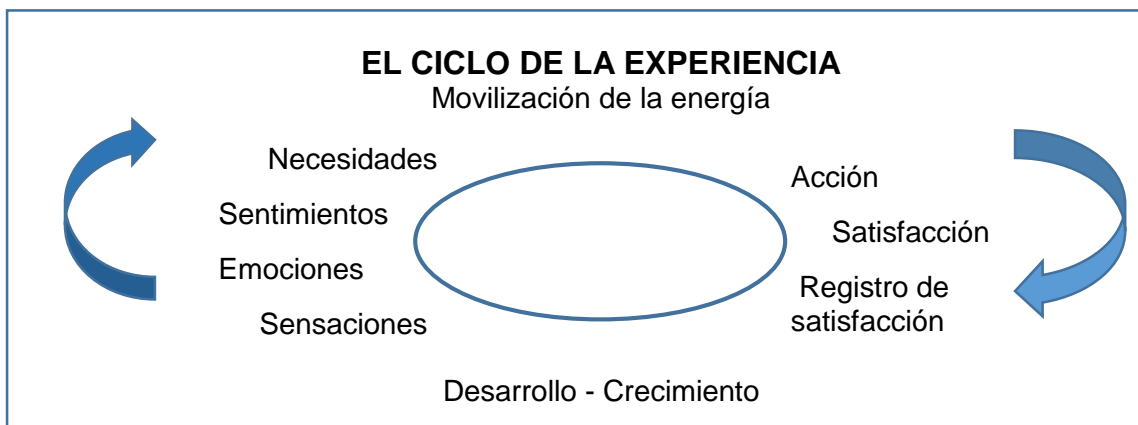 EL CICLO DE LA EXPERIENCIA
Movilización de la energía
Necesidades
Sentimientos
Emociones
Sensaciones
Acción
Satisfacción
Registro de
satisfacción
Desarrollo - Crecimiento